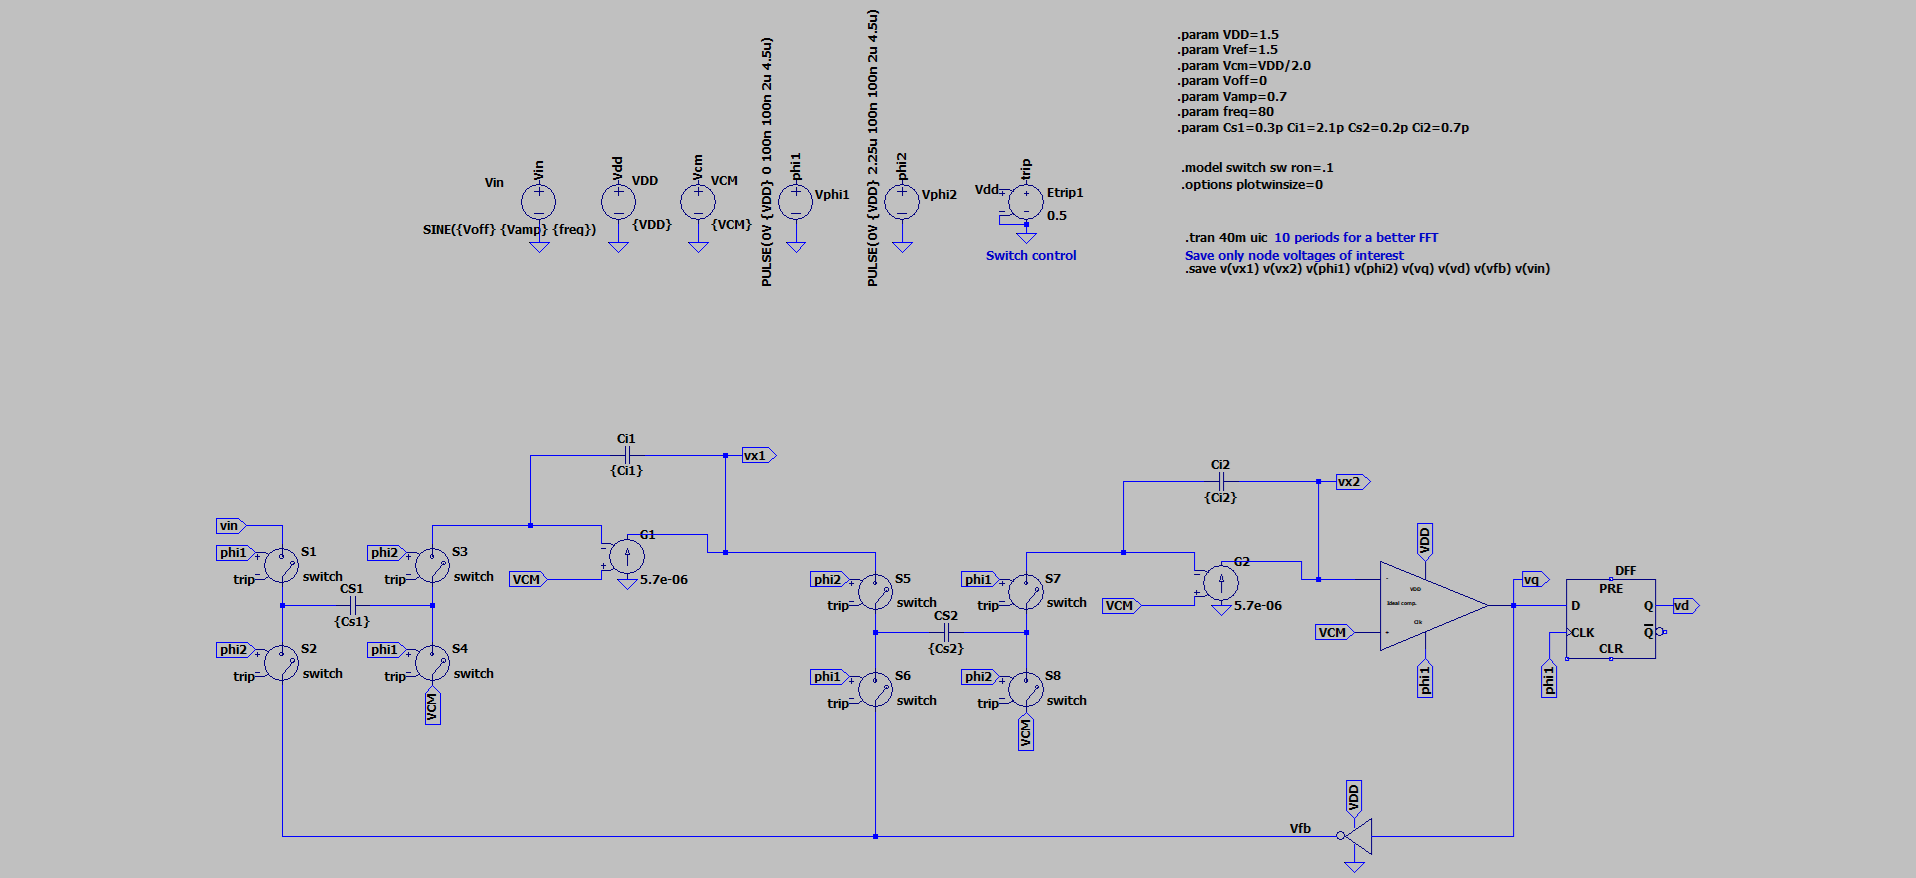 .param VDD=1.5
.param Vref=1.5
.param Vcm=VDD/2.0
.param Voff=0
.param Vamp=0.7
.param freq=80
.param Cs1=0.3p Ci1=2.1p Cs2=0.2p Ci2=0.7p
.model switch sw ron=.1
.options plotwinsize=0
.tran 40m uic 10 periods for a better FFT
Save only node voltages of interest
.save v(vx1) v(vx2) v(phi1) v(phi2) v(vq) v(vd) v(vfb) v(vin)
Vin
Vin
SINE({Voff} {Vamp} {freq})
Vdd
VDD
{VDD}
Vcm
VCM
{VCM}
PULSE(0V {VDD} 0 100n 100n 2u 4.5u)
phi1
Vphi1
PULSE(0V {VDD} 2.25u 100n 100n 2u 4.5u)
phi2
Vphi2
trip
Vdd
Etrip1
0.5
Switch control
Ci1
{Ci1}
vx1
vin
phi1
S1
trip
switch
phi2
S3
trip
switch
CS1
{Cs1}
phi2
S2
trip
switch
phi1
S4
trip
switch
VCM
VCM
G1
5.7e-06
Ci2
{Ci2}
vx2
phi2
S5
trip
switch
phi1
S7
trip
switch
CS2
{Cs2}
phi1
S6
trip
switch
phi2
S8
trip
switch
VCM
VCM
G2
5.7e-06
VDD
VDD
Ideal comp.
Clk
VCM
phi1
vq
DFF
PRE
D
Q
CLK
Q
CLR
vd
phi1
VDD
Vfb